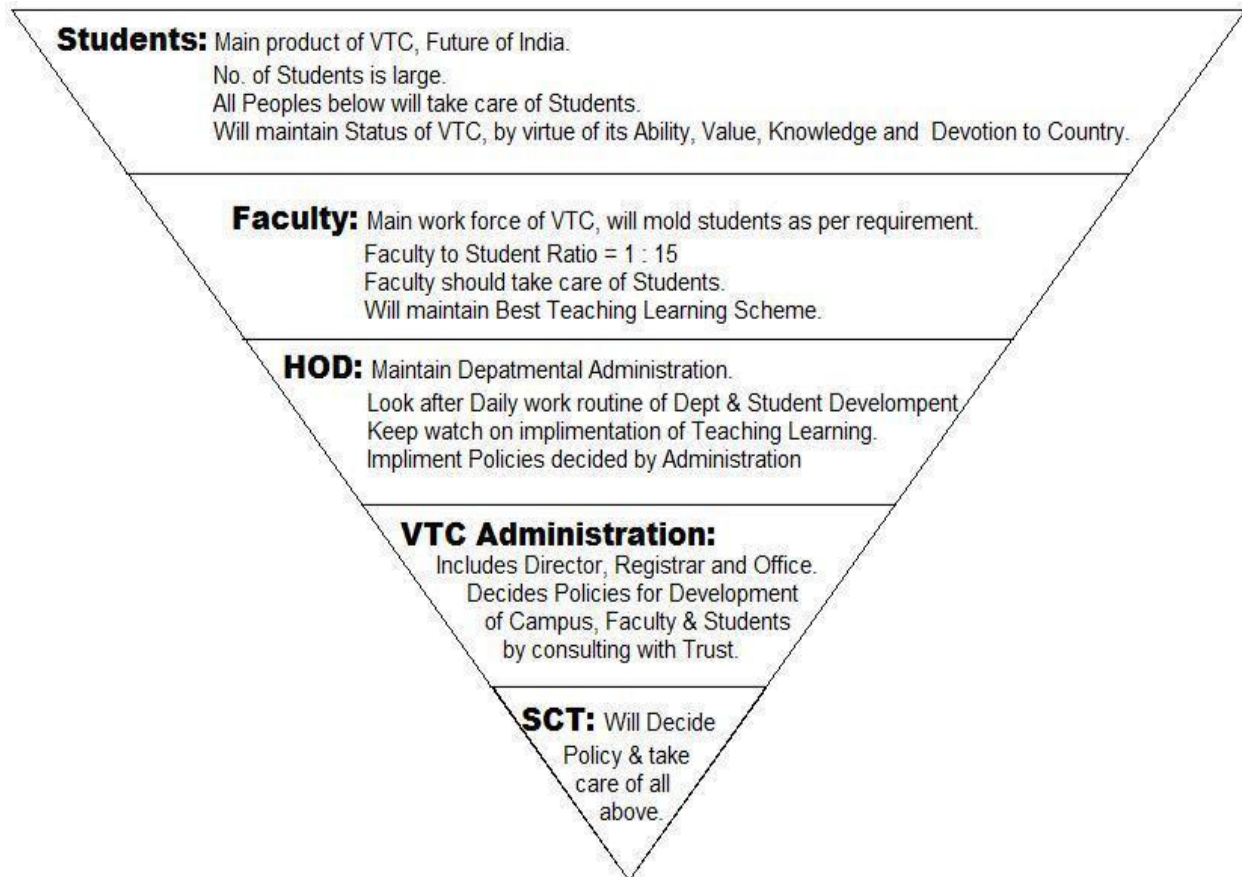 Students: Main product of VTC, Future of India.
No. of Students is large.
All Peoples below will take care of Students.
Will maintain Status of VTC, by virtue of its Ability, Value, Knowledge and Devotion to Country.
Faculty: Main work force of VTC, will mold students as per requirement.
Faculty to Student Ratio = 1 : 15
Faculty should take care of Students.
Will maintain Best Teaching Learning Scheme.
HOD: Maintain Depatmental Administration.
Look after Daily work routine of Dept & Student Develompent
Keep watch on implimentation of Teaching Learning.
Impliment Policies decided by Administration
VTC Administration:
Includes Director, Registrar and Office.
Decides Policies for Development
of Campus, Faculty & Students
by consulting with Trust.
SCT: Will Decide
Policy & take
care of all
above.